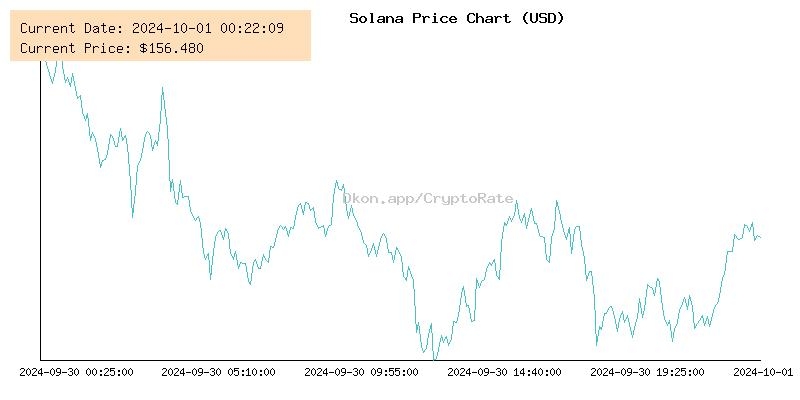 Solana Price Chart (USD)
Current Date: 2024-10-01 00:22:09
Current Price: $156.480
Dkon.app/CryptoRate
2024-09-30 00:25:00
2024-09-30 05:10:00
2024-09-30 09:55:00
2024-09-30 14:40:00
2024-09-30 19:25:00
2024-10-01